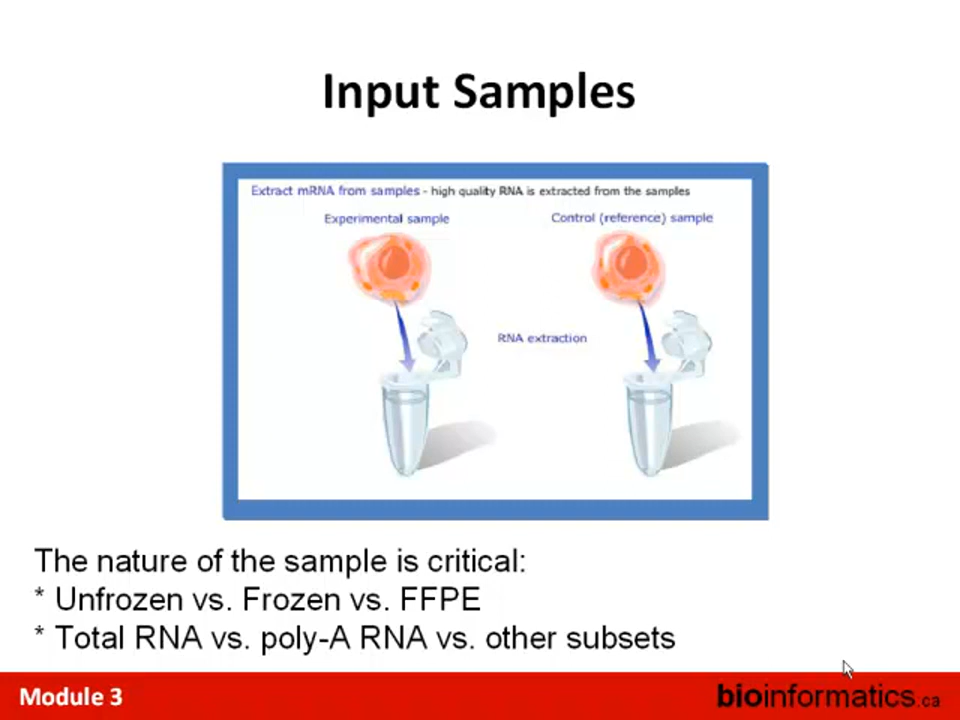 Input Samples
Extract mRNA from samples - high quality RNA is extracted from the samples
Experimental sample
Control (reference) sample
RNA extraction
The nature of the sample is critical:
* Unfrozen vs. Frozen vs. FFPE
* Total RNA vs. poly-A RNA vs. other subsets
Module 3
bioinformatics.ca